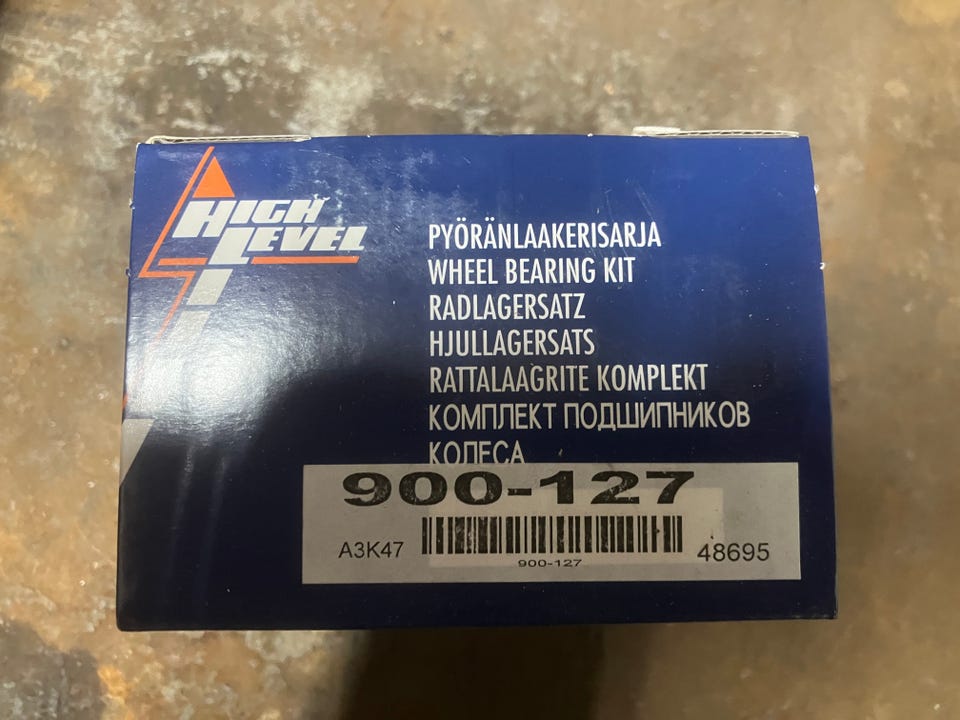 HIGH
LEVEL
PYÖRÄNLAAKERISARJA
WHEEL BEARING KIT
RADLAGERSATZ
HJULLAGERSATS
RATTALAAGRITE KOMPLEKT
КОМПЛЕКТ ПОДШИПНИКОВ
КОЛЕСА
900-127
A3K47
900-127
48695